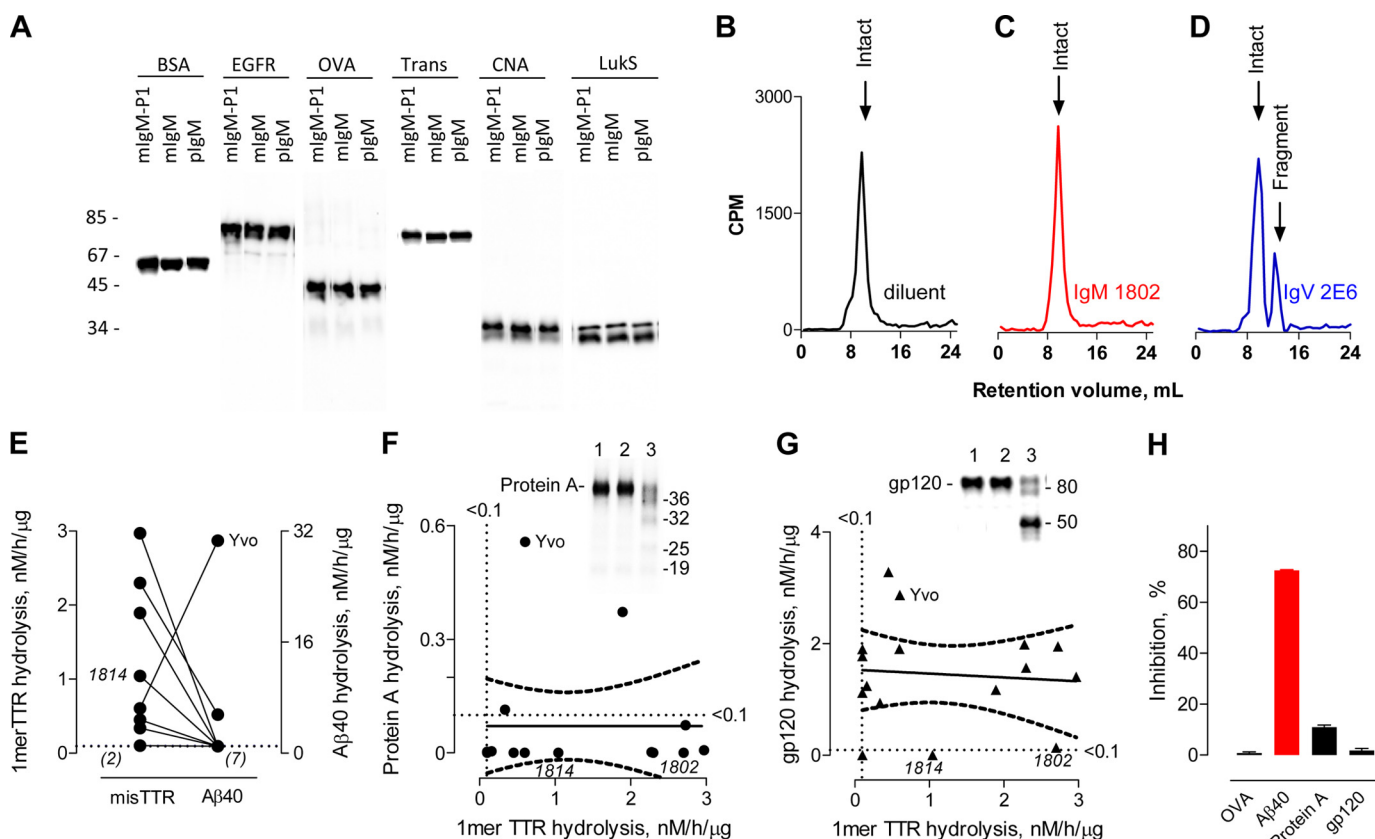 A
BSA EGFR OVA Trans CNA LukS
mIgM-P1 mIgM pIgM mIgM-P1 mIgM pIgM mIgM-P1 mIgM pIgM mIgM-P1 mIgM pIgM mIgM-P1 mIgM pIgM mIgM-P1 mIgM pIgM
85 -
67 -
45 -
34 -
B C D
Intact Intact Intact Fragment
3000
1500
0
CPM
diluent IgM 1802 IgV 2E6
0 8 16 24 0 8 16 24 0 8 16 24
Retention volume, mL
E
1mer TTR hydrolysis, nM/h/μg
3
2
1
0
1814
(2) (7)
misTTR Aβ40
Yvo
32
16
0
Aβ40 hydrolysis, nM/h/μg
F
1 2 3
Protein A-
-36
-32
-25
-19
<0.1
Yvo
0.6
0.3
0
Protein A hydrolysis, nM/h/μg
<0.1
1814 1802
0 1 2 3
1mer TTR hydrolysis, nM/h/μg
G
1 2 3
gp120-
- 80
- 50
<0.1
Yvo
4
2
0
gp120 hydrolysis, nM/h/μg
<0.1
1814 1802
0 1 2 3
1mer TTR hydrolysis, nM/h/μg
H
Inhibition, %
80
60
40
20
0
OVA Aβ40 Protein A gp120